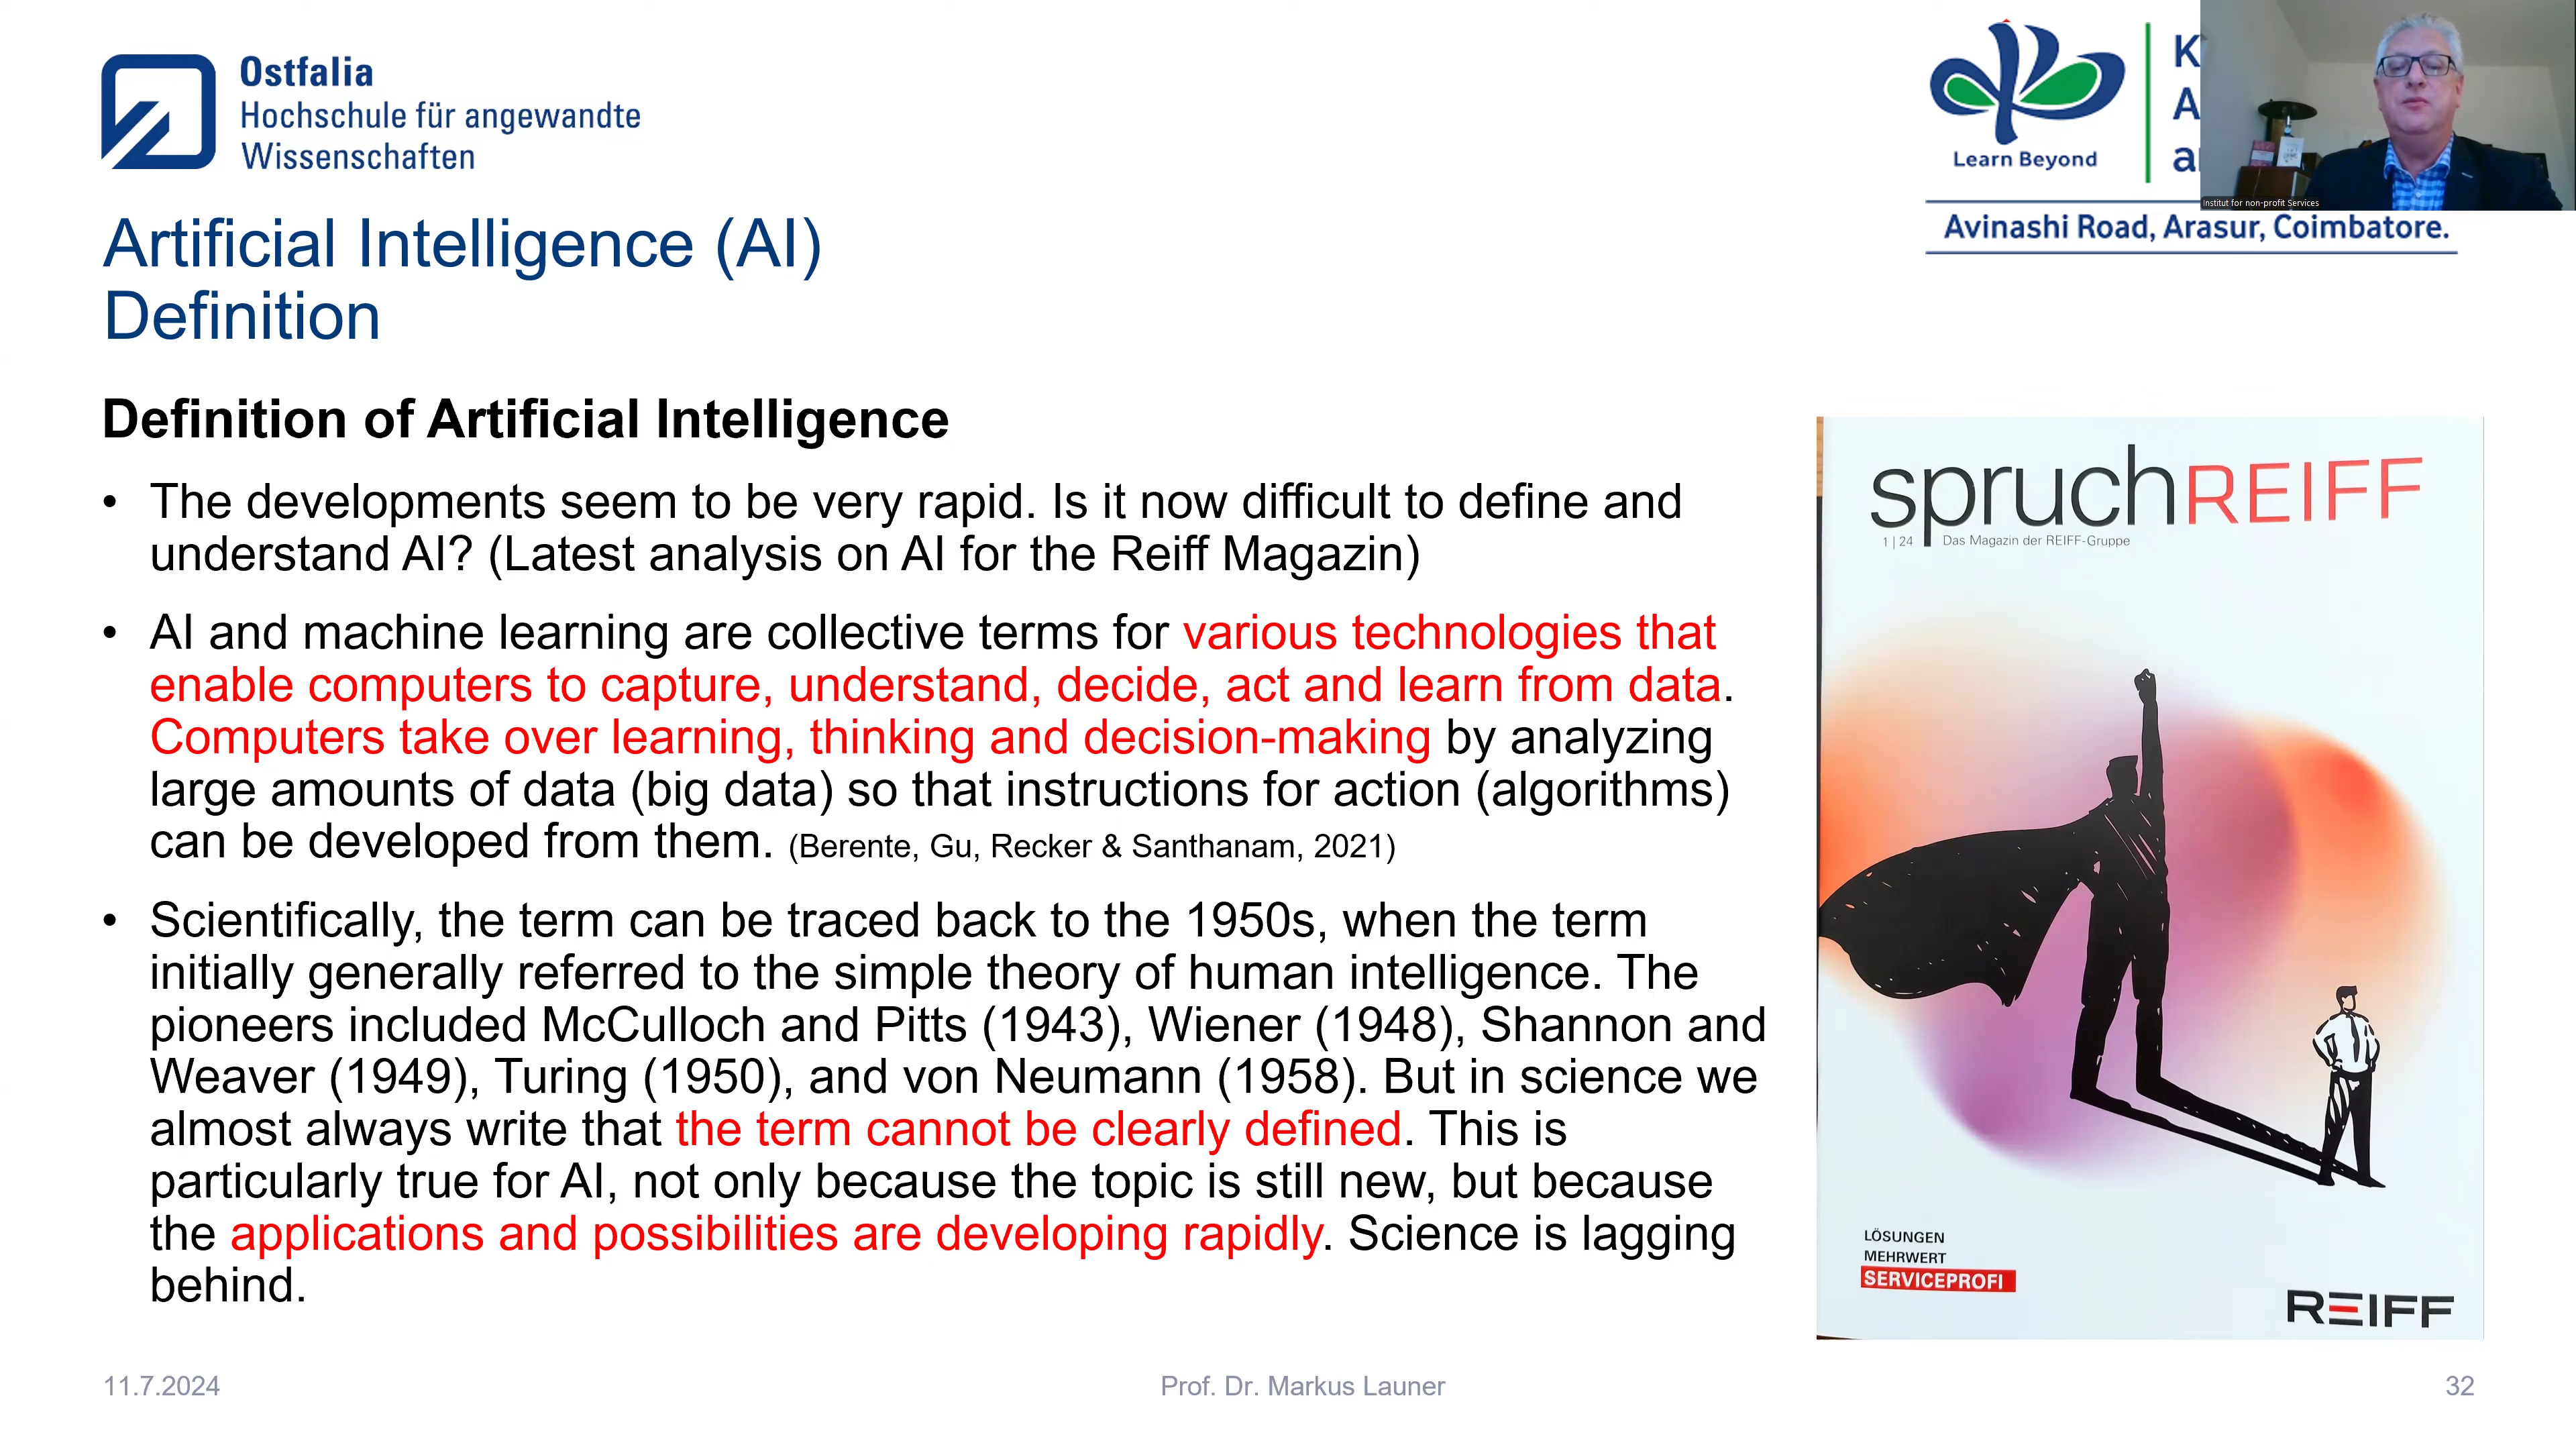 Ostfalia
Hochschule für angewandte
Wissenschaften
Learn Beyond
Avinashi Road, Arasur, Coimbatore.
Institut for non-profit Services
Artificial Intelligence (AI)
Definition
Definition of Artificial Intelligence
• The developments seem to be very rapid. Is it now difficult to define and
understand AI? (Latest analysis on AI for the Reiff Magazin)
• AI and machine learning are collective terms for various technologies that
enable computers to capture, understand, decide, act and learn from data.
Computers take over learning, thinking and decision-making by analyzing
large amounts of data (big data) so that instructions for action (algorithms)
can be developed from them. (Berente, Gu, Recker & Santhanam, 2021)
• Scientifically, the term can be traced back to the 1950s, when the term
initially generally referred to the simple theory of human intelligence. The
pioneers included McCulloch and Pitts (1943), Wiener (1948), Shannon and
Weaver (1949), Turing (1950), and von Neumann (1958). But in science we
almost always write that the term cannot be clearly defined. This is
particularly true for AI, not only because the topic is still new, but because
the applications and possibilities are developing rapidly. Science is lagging
behind.
spruchREIFF
1 | 24 Das Magazin der REIFF-Gruppe
LÖSUNGEN
MEHRWERT
SERVICEPROFI
REIFF
11.7.2024
Prof. Dr. Markus Launer
32